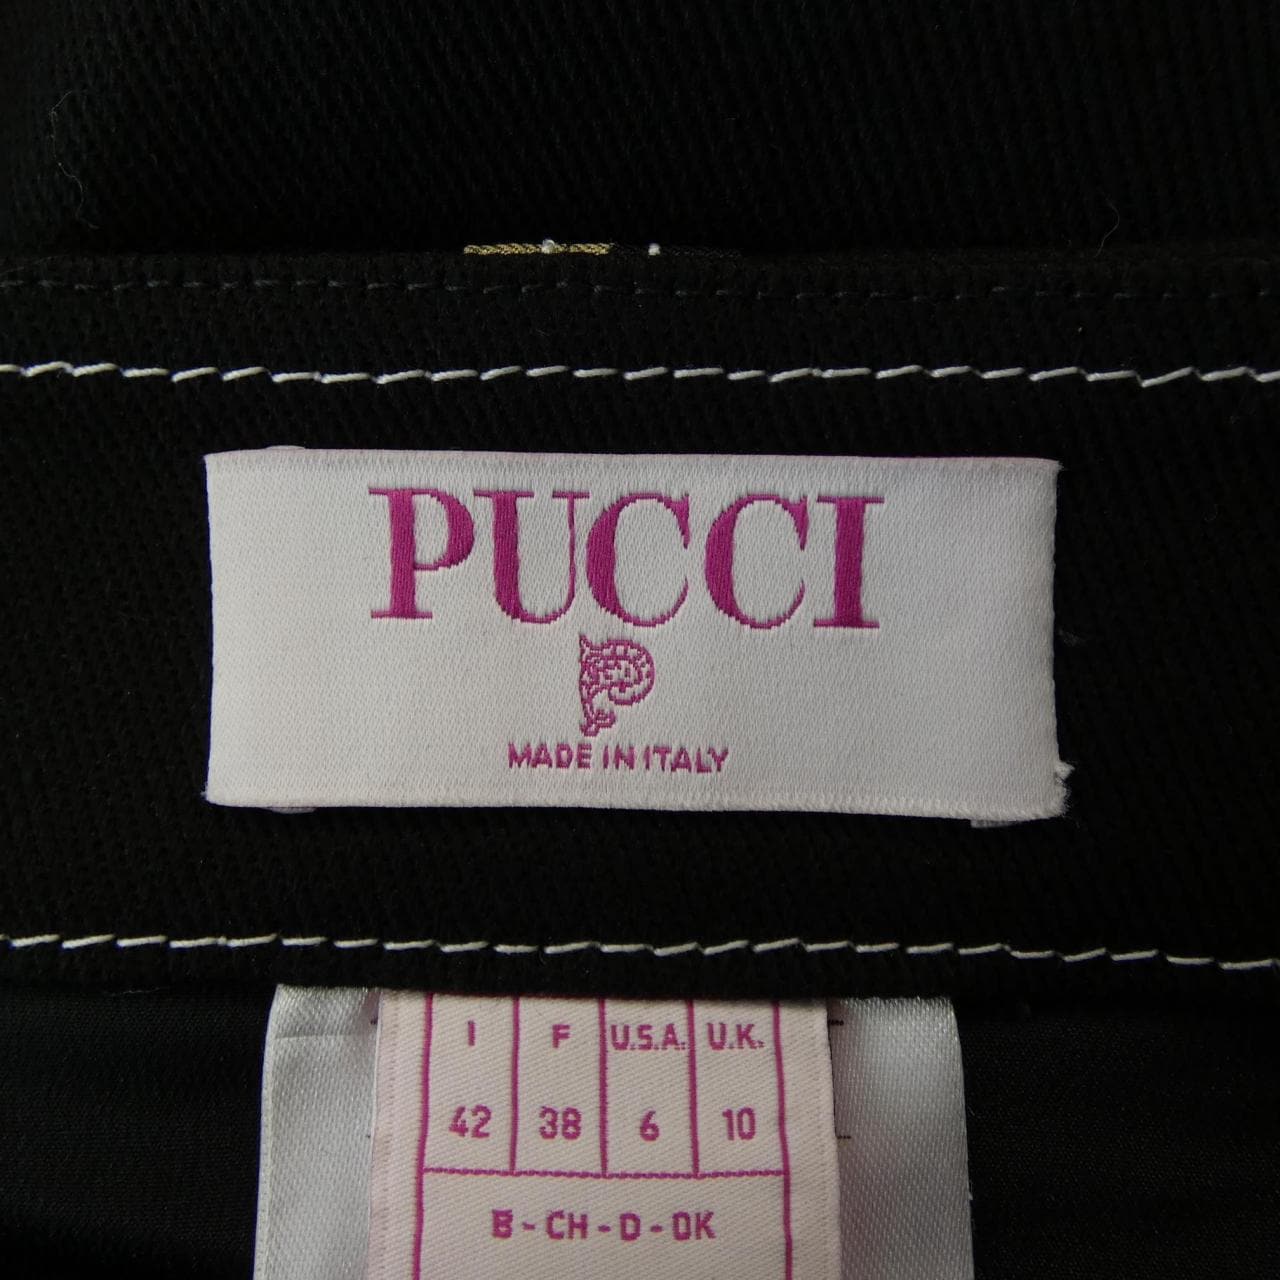 PUCCI
MADE IN ITALY
I F U.S.A. U.K.
42 38 6 10
B - CH - D - DK